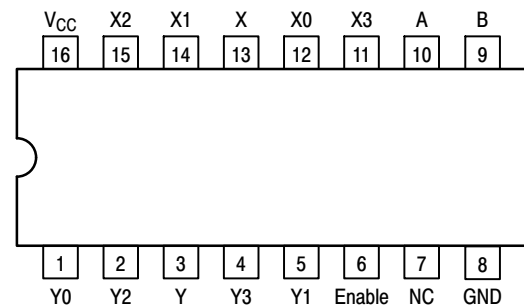 V_CC X2 X1 X X0 X3 A B
16 15 14 13 12 11 10 9
1 2 3 4 5 6 7 8
Y0 Y2 Y Y3 Y1 Enable NC GND